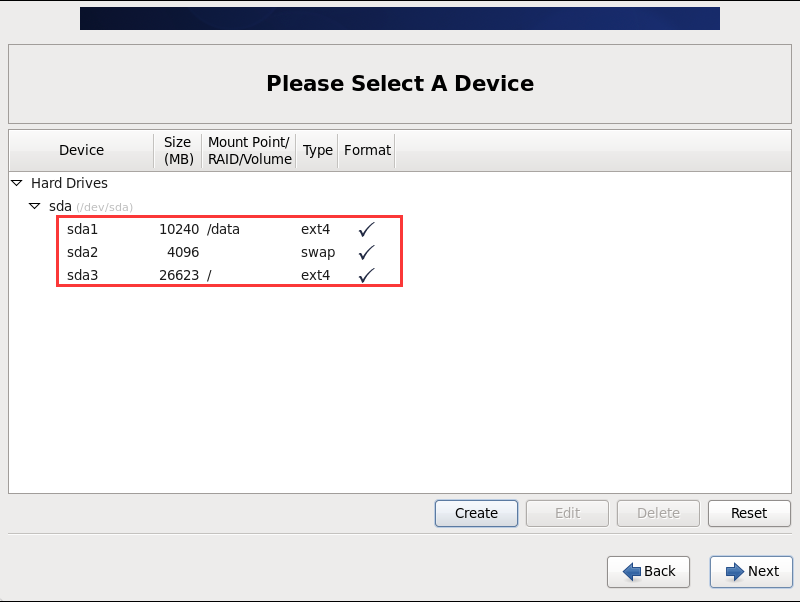 Please Select A Device
Device Size (MB) Mount Point/ RAID/Volume Type Format
Hard Drives
sda (/dev/sda)
sda1 10240 /data ext4
sda2 4096 swap
sda3 26623 / ext4
Create Edit Delete Reset
Back Next